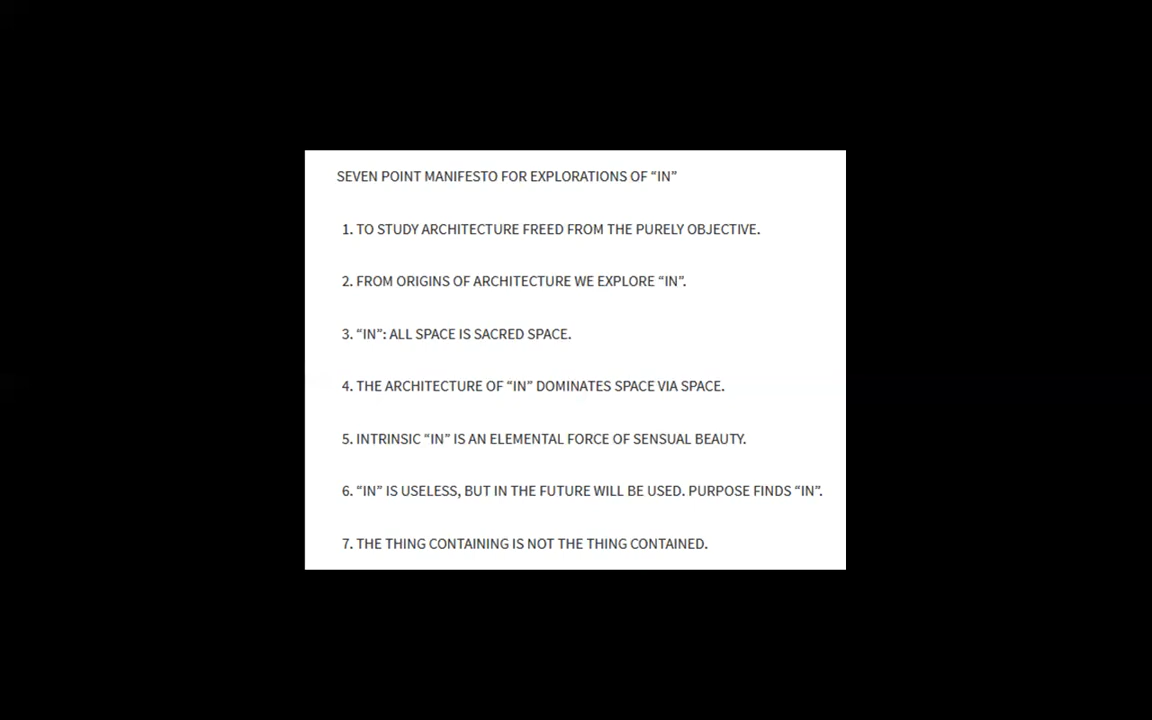 SEVEN POINT MANIFESTO FOR EXPLORATIONS OF “IN”
1. TO STUDY ARCHITECTURE FREED FROM THE PURELY OBJECTIVE.
2. FROM ORIGINS OF ARCHITECTURE WE EXPLORE “IN”.
3. “IN”: ALL SPACE IS SACRED SPACE.
4. THE ARCHITECTURE OF “IN” DOMINATES SPACE VIA SPACE.
5. INTRINSIC “IN” IS AN ELEMENTAL FORCE OF SENSUAL BEAUTY.
6. “IN” IS USELESS, BUT IN THE FUTURE WILL BE USED. PURPOSE FINDS “IN”.
7. THE THING CONTAINING IS NOT THE THING CONTAINED.